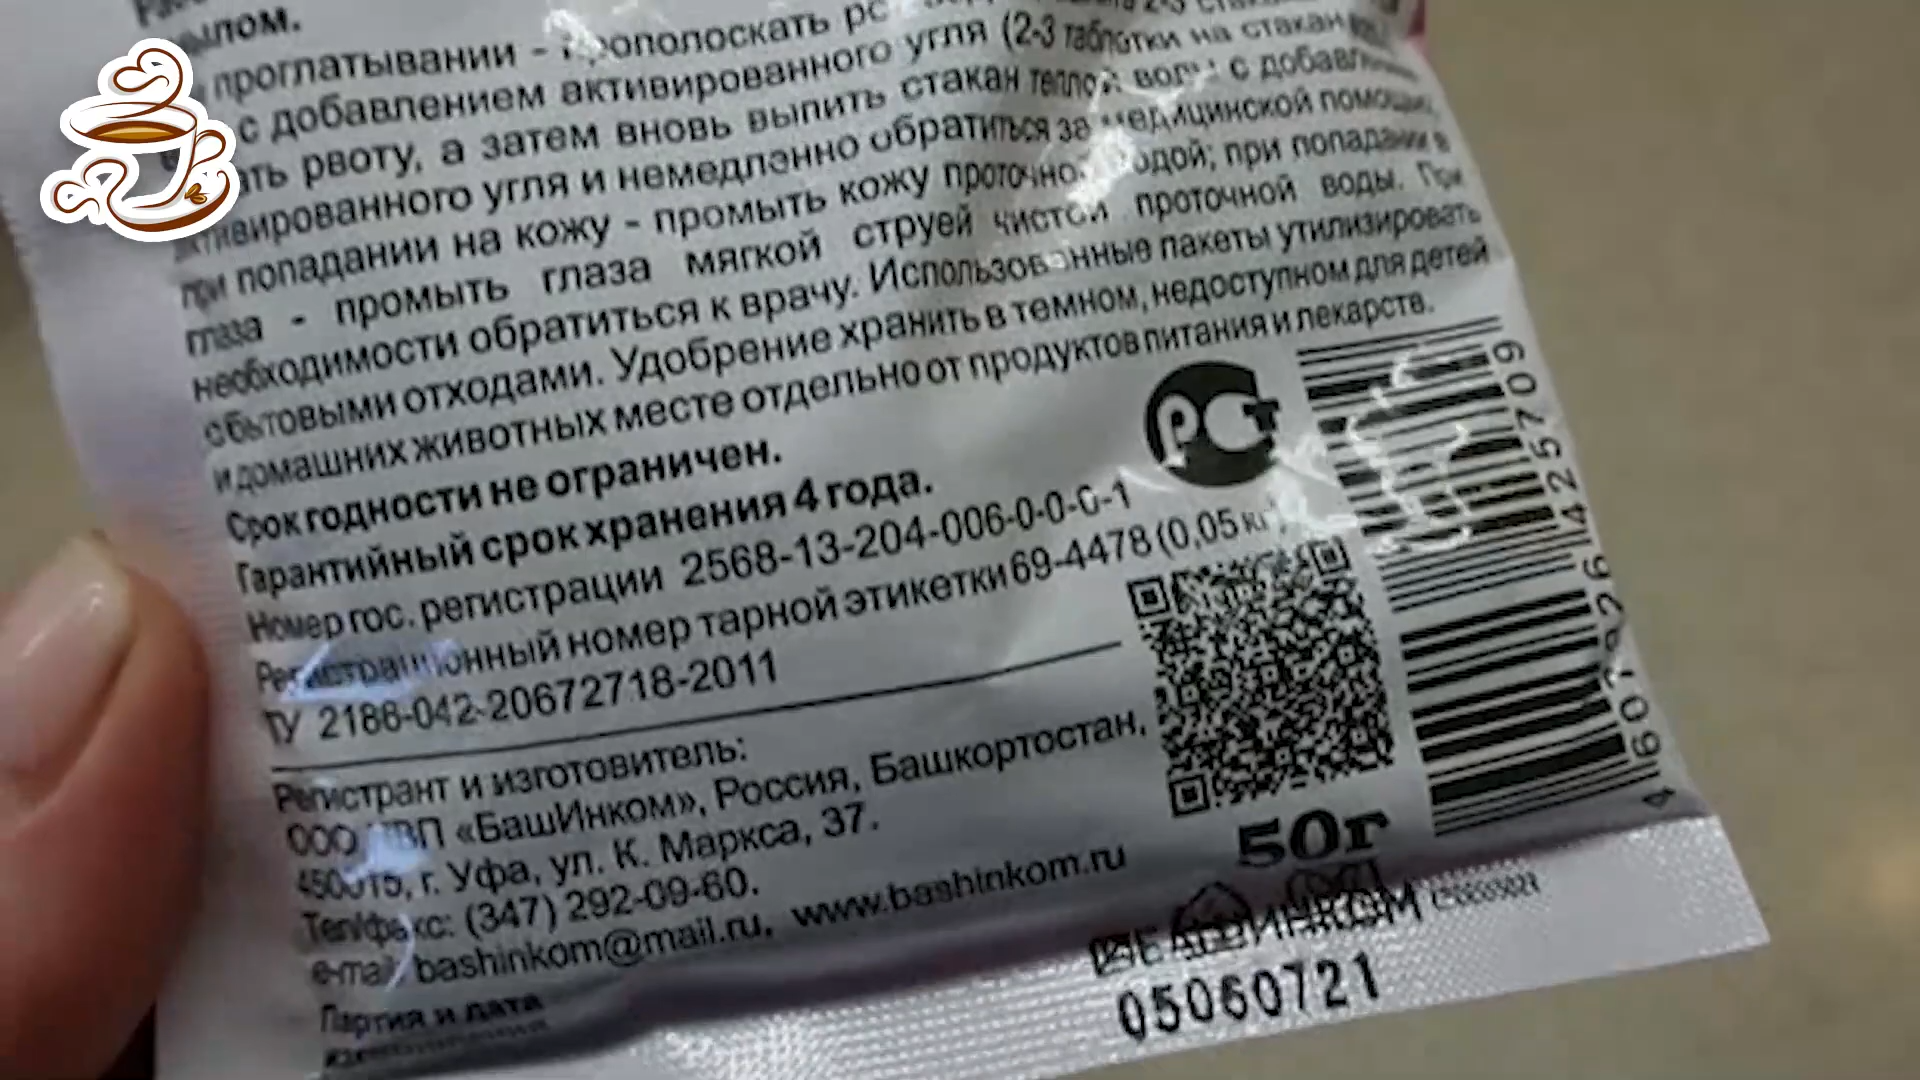 мылом.
проглатывании - прополоскать
с добавлением активированного угля (2-3 таблетки на стакан
рвоту, а затем вновь выпить стакан теплой воды с
активированного угля и немедленно обратиться за медицинской помощью,
при попадании на кожу - промыть кожу проточной водой; при попадании в
глаза - промыть глаза мягкой струей чистой проточной воды. При
необходимости обратиться к врачу. Использованные пакеты утилизировать
с бытовыми отходами. Удобрение хранить в темном, недоступном для детей
и домашних животных месте отдельно от продуктов питания и лекарств.
Срок годности не ограничен.
Гарантийный срок хранения 4 года.
Номер гос. регистрации 2568-13-204-006-0-0-0-1
Регистрационный номер тарной этикетки 69-4478 (0,05 кг)
ТУ 2186-042-20672718-2011
РСТ
Регистрант и изготовитель:
ООО НВП «БашИнком», Россия, Башкортостан,
450015, г. Уфа, ул. К. Маркса, 37.
Тел/факс: (347) 292-09-60.
e-mail bashinkom@mail.ru, www.bashinkom.ru
50г
Партия и дата
БАШИНКОМ
05060721